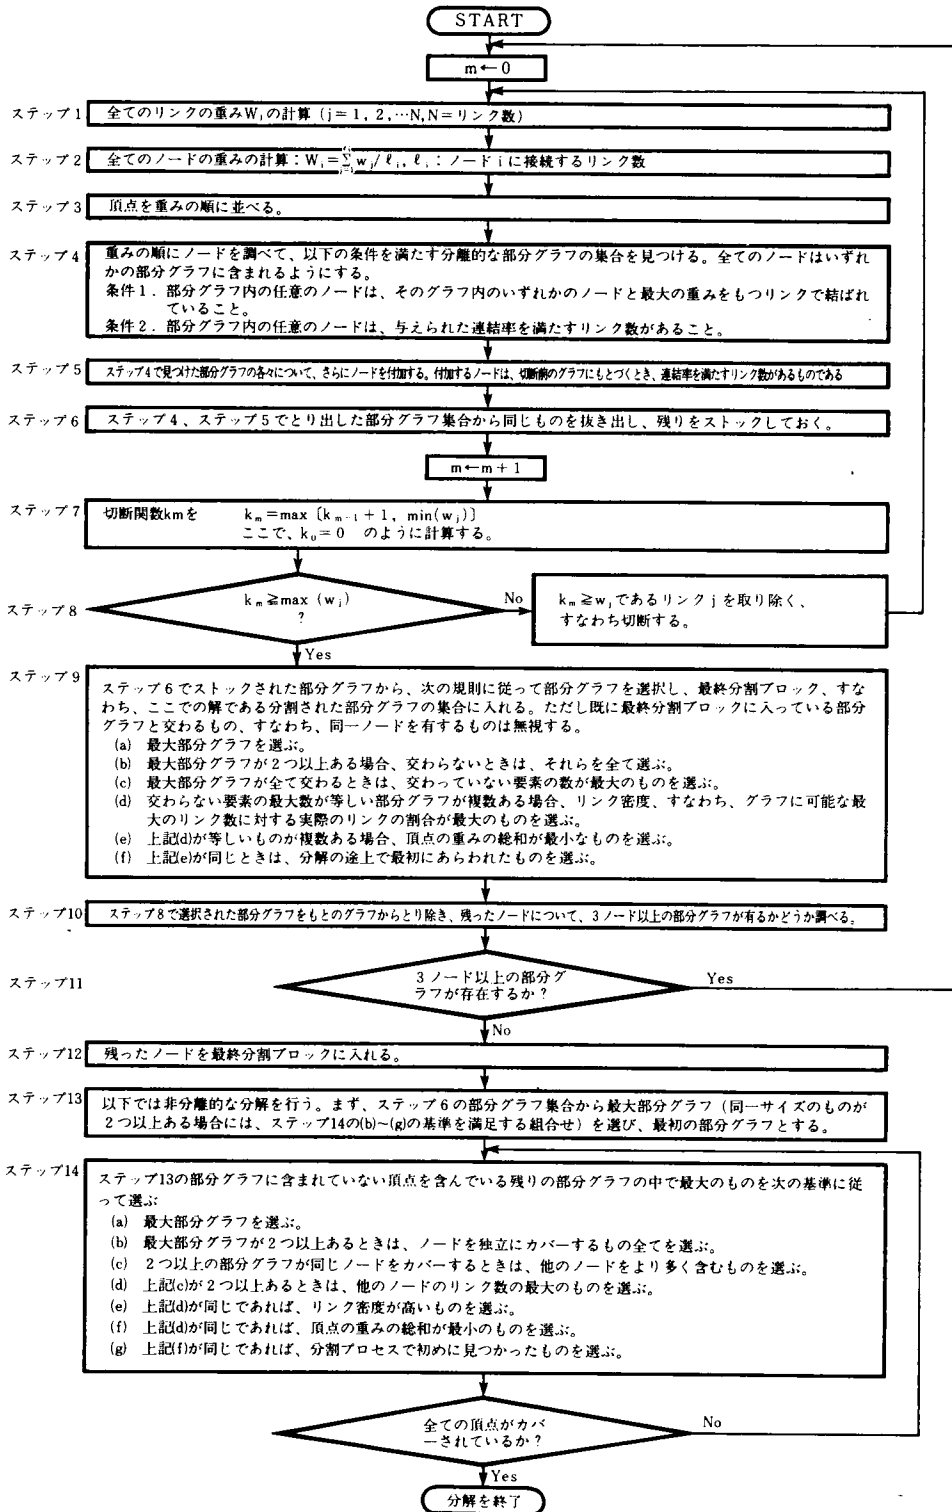 START
m←0
ステップ1
全てのリンクの重みWjの計算(j=1, 2, …N, N=リンク数)
ステップ2
全てのノードの重みの計算:Wi=Σwj/ℓi, ℓi:ノードiに接続するリンク数
ステップ3
頂点を重みの順に並べる。
ステップ4
重みの順にノードを調べて、以下の条件を満たす分離的な部分グラフの集合を見つける。全てのノードはいずれ
かの部分グラフに含まれるようにする。
条件1. 部分グラフ内の任意のノードは、そのグラフ内のいずれかのノードと最大の重みをもつリンクで結ばれ
ていること。
条件2. 部分グラフ内の任意のノードは、与えられた連結率を満たすリンク数があること。
ステップ5
ステップ4で見つけた部分グラフの各々について、さらにノードを付加する。付加するノードは、切断前のグラフにもとづくとき、連結率を満たすリンク数があるものである
ステップ6
ステップ4、ステップ5でとり出した部分グラフ集合から同じものを抜き出し、残りをストックしておく。
m←m+1
ステップ7
切断関数kmを km=max〔km-1+1, min(wj)〕
ここで、k0=0 のように計算する。
ステップ8
km≧max (wj)
?
No
km≧wjであるリンクjを取り除く、
すなわち切断する。
Yes
ステップ9
ステップ6でストックされた部分グラフから、次の規則に従って部分グラフを選択し、最終分割ブロック、すな
わち、ここでの解である分割された部分グラフの集合に入れる。ただし既に最終分割ブロックに入っている部分
グラフと交わるもの、すなわち、同一ノードを有するものは無視する。
(a) 最大部分グラフを選ぶ。
(b) 最大部分グラフが2つ以上ある場合、交わらないときは、それらを全て選ぶ。
(c) 最大部分グラフが全て交わるときは、交わっていない要素の数が最大のものを選ぶ。
(d) 交わらない要素の最大数が等しい部分グラフが複数ある場合、リンク密度、すなわち、グラフに可能な最
大のリンク数に対する実際のリンクの割合が最大のものを選ぶ。
(e) 上記(d)が等しいものが複数ある場合、頂点の重みの総和が最小なものを選ぶ。
(f) 上記(e)が同じときは、分解の途上で最初にあらわれたものを選ぶ。
ステップ10
ステップ8で選択された部分グラフをもとのグラフからとり除き、残ったノードについて、3ノード以上の部分グラフが有るかどうか調べる。
ステップ11
3ノード以上の部分グ
ラフが存在するか?
Yes
No
ステップ12
残ったノードを最終分割ブロックに入れる。
ステップ13
以下では非分離的な分解を行う。まず、ステップ6の部分グラフ集合から最大部分グラフ(同一サイズのものが
2つ以上ある場合には、ステップ14の(b)~(g)の基準を満足する組合せ)を選び、最初の部分グラフとする。
ステップ14
ステップ13の部分グラフに含まれていない頂点を含んでいる残りの部分グラフの中で最大のものを次の基準に従
って選ぶ
(a) 最大部分グラフを選ぶ。
(b) 最大部分グラフが2つ以上あるときは、ノードを独立にカバーするもの全てを選ぶ。
(c) 2つ以上の部分グラフが同じノードをカバーするときは、他のノードをより多く含むものを選ぶ。
(d) 上記(c)が2つ以上あるときは、他のノードのリンク数の最大のものを選ぶ。
(e) 上記(d)が同じであれば、リンク密度が高いものを選ぶ。
(f) 上記(d)が同じであれば、頂点の重みの総和が最小のものを選ぶ。
(g) 上記(f)が同じであれば、分割プロセスで初めに見つかったものを選ぶ。
全ての頂点がカバ
ーされているか?
No
Yes
分解を終了